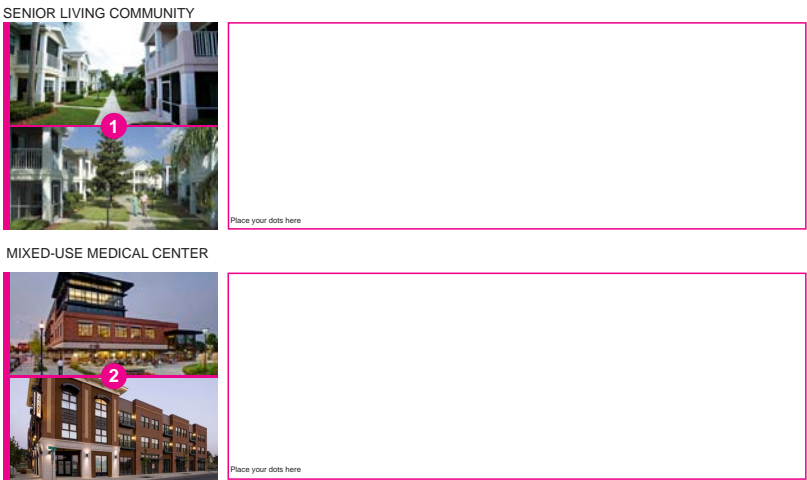 SENIOR LIVING COMMUNITY
1
Place your dots here
MIXED-USE MEDICAL CENTER
2
Place your dots here